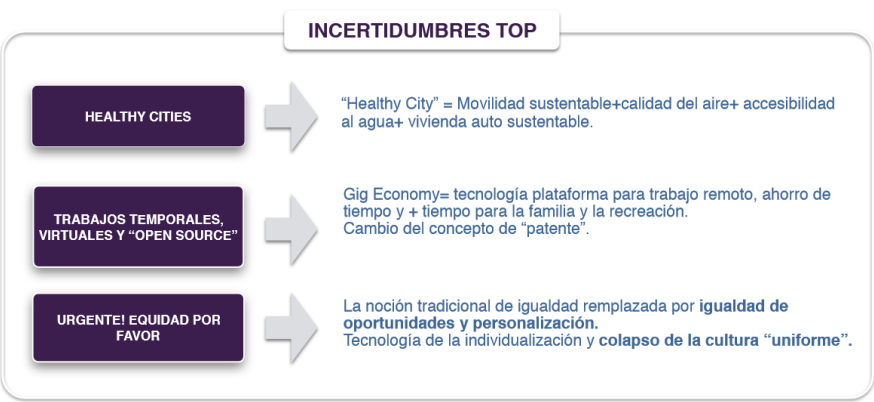 INCERTIDUMBRES TOP
HEALTHY CITIES
“Healthy City” = Movilidad sustentable+calidad del aire+ accesibilidad
al agua+ vivienda auto sustentable.
TRABAJOS TEMPORALES,
VIRTUALES Y “OPEN SOURCE”
Gig Economy= tecnología plataforma para trabajo remoto, ahorro de
tiempo y + tiempo para la familia y la recreación.
Cambio del concepto de “patente”.
URGENTE! EQUIDAD POR
FAVOR
La noción tradicional de igualdad remplazada por igualdad de
oportunidades y personalización.
Tecnología de la individualización y colapso de la cultura “uniforme”.